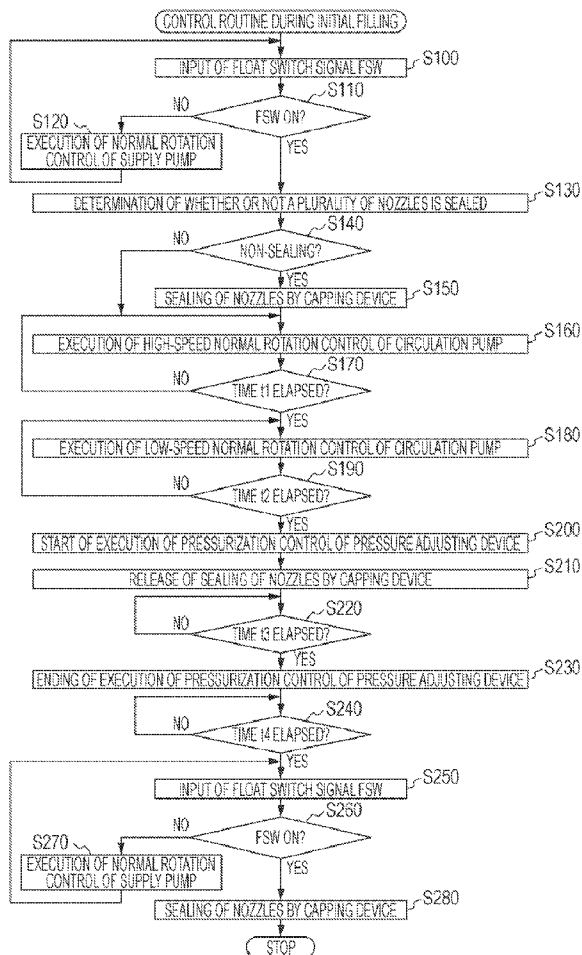 CONTROL ROUTINE DURING INITIAL FILLING
S100
INPUT OF FLOAT SWITCH SIGNAL FSW
S110
FSW ON?
NO
YES
S120
EXECUTION OF NORMAL ROTATION
CONTROL OF SUPPLY PUMP
S130
DETERMINATION OF WHETHER OR NOT A PLURALITY OF NOZZLES IS SEALED
S140
NON-SEALING?
NO
YES
S150
SEALING OF NOZZLES BY CAPPING DEVICE
S160
EXECUTION OF HIGH-SPEED NORMAL ROTATION CONTROL OF CIRCULATION PUMP
S170
TIME t1 ELAPSED?
NO
YES
S180
EXECUTION OF LOW-SPEED NORMAL ROTATION CONTROL OF CIRCULATION PUMP
S190
TIME t2 ELAPSED?
NO
YES
S200
START OF EXECUTION OF PRESSURIZATION CONTROL OF PRESSURE ADJUSTING DEVICE
S210
RELEASE OF SEALING OF NOZZLES BY CAPPING DEVICE
S220
TIME t3 ELAPSED?
NO
YES
S230
ENDING OF EXECUTION OF PRESSURIZATION CONTROL OF PRESSURE ADJUSTING DEVICE
S240
TIME t4 ELAPSED?
NO
YES
S250
INPUT OF FLOAT SWITCH SIGNAL FSW
S260
FSW ON?
NO
YES
S270
EXECUTION OF NORMAL ROTATION
CONTROL OF SUPPLY PUMP
S280
SEALING OF NOZZLES BY CAPPING DEVICE
STOP